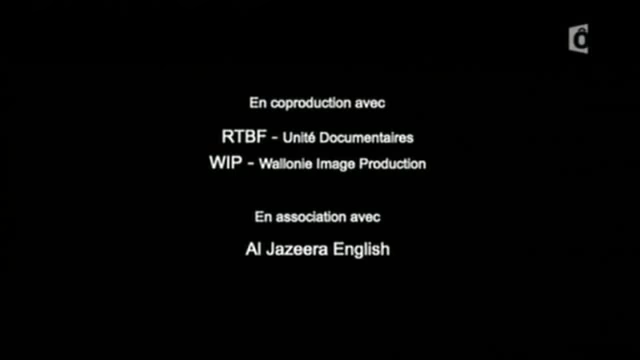 En coproduction avec
RTBF - Unité Documentaires
WIP - Wallonie Image Production
En association avec
Al Jazeera English